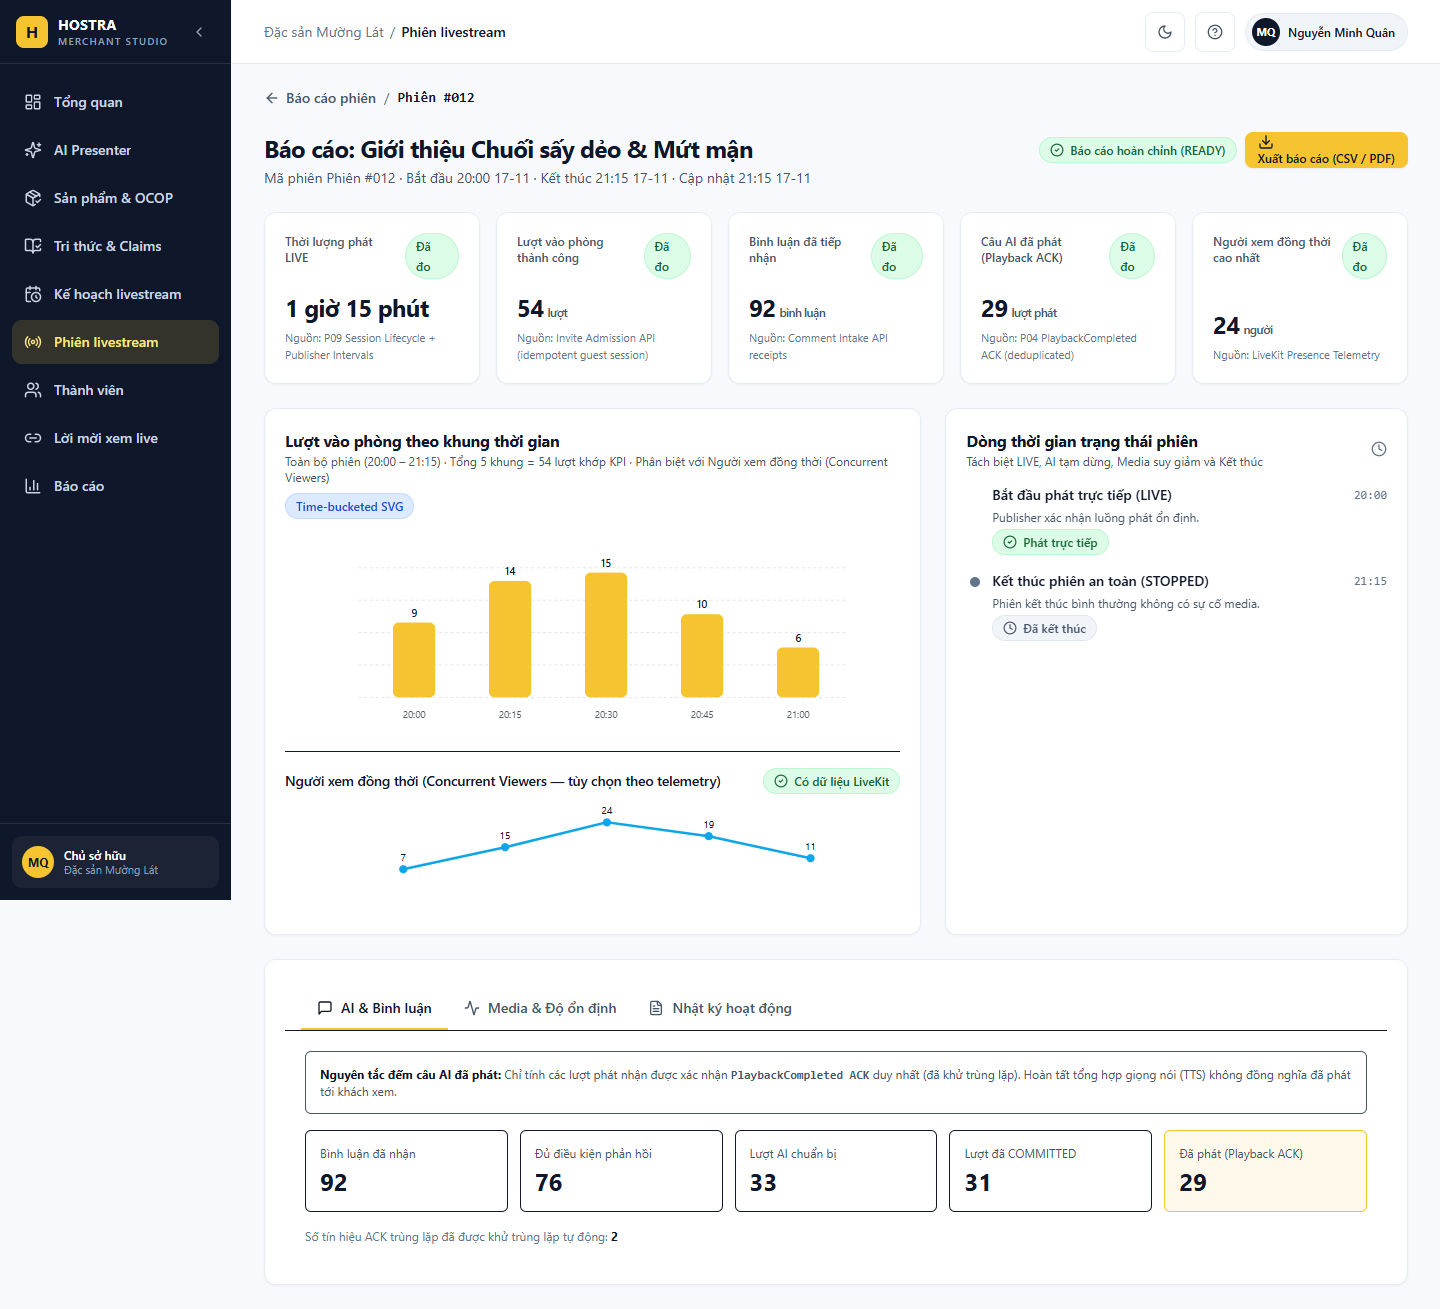 H
HOSTRA
MERCHANT STUDIO
Tổng quan
AI Presenter
Sản phẩm & OCOP
Tri thức & Claims
Kế hoạch livestream
Phiên livestream
Thành viên
Lời mời xem live
Báo cáo
MQ
Chủ sở hữu
Đặc sản Mường Lát
Đặc sản Mường Lát / Phiên livestream
MQ Nguyễn Minh Quân
Báo cáo phiên / Phiên #012
Báo cáo: Giới thiệu Chuối sấy dẻo & Mứt mận
Mã phiên Phiên #012 · Bắt đầu 20:00 17-11 · Kết thúc 21:15 17-11 · Cập nhật 21:15 17-11
Báo cáo hoàn chỉnh (READY)
Xuất báo cáo (CSV / PDF)
Thời lượng phát
LIVE
Đã
đo
1 giờ 15 phút
Nguồn: P09 Session Lifecycle +
Publisher Intervals
Lượt vào phòng
thành công
Đã
đo
54 lượt
Nguồn: Invite Admission API
(idempotent guest session)
Bình luận đã tiếp
nhận
Đã
đo
92 bình luận
Nguồn: Comment Intake API
receipts
Câu AI đã phát
(Playback ACK)
Đã
đo
29 lượt phát
Nguồn: P04 PlaybackCompleted
ACK (deduplicated)
Người xem đồng thời
cao nhất
Đã
đo
24 người
Nguồn: LiveKit Presence Telemetry
Lượt vào phòng theo khung thời gian
Toàn bộ phiên (20:00 – 21:15) · Tổng 5 khung = 54 lượt khớp KPI · Phân biệt với Người xem đồng thời (Concurrent
Viewers)
Time-bucketed SVG
9
14
15
10
6
20:00
20:15
20:30
20:45
21:00
Người xem đồng thời (Concurrent Viewers — tùy chọn theo telemetry)
Có dữ liệu LiveKit
7
15
24
19
11
Dòng thời gian trạng thái phiên
Tách biệt LIVE, AI tạm dừng, Media suy giảm và Kết thúc
Bắt đầu phát trực tiếp (LIVE) 20:00
Publisher xác nhận luồng phát ổn định.
Phát trực tiếp
Kết thúc phiên an toàn (STOPPED) 21:15
Phiên kết thúc bình thường không có sự cố media.
Đã kết thúc
AI & Bình luận
Media & Độ ổn định
Nhật ký hoạt động
Nguyên tắc đếm câu AI đã phát: Chỉ tính các lượt phát nhận được xác nhận PlaybackCompleted ACK duy nhất (đã khử trùng lặp). Hoàn tất tổng hợp giọng nói (TTS) không đồng nghĩa đã phát
tới khách xem.
Bình luận đã nhận
92
Đủ điều kiện phản hồi
76
Lượt AI chuẩn bị
33
Lượt đã COMMITTED
31
Đã phát (Playback ACK)
29
Số tín hiệu ACK trùng lặp đã được khử trùng lặp tự động: 2